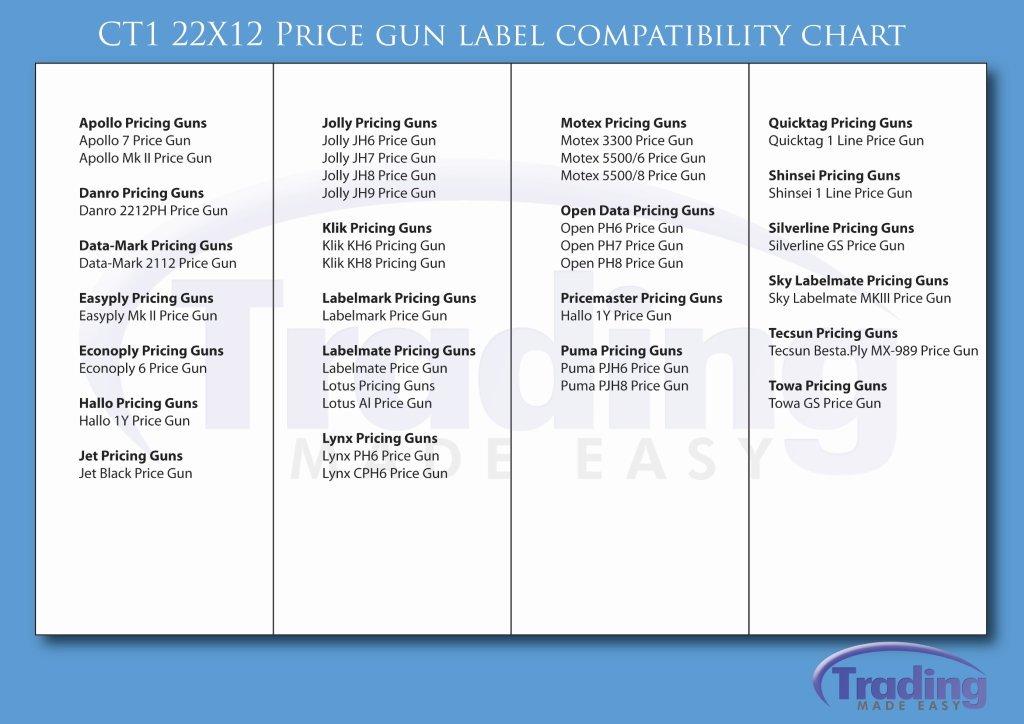 CT1 22X12 Price gun label compatibility chart
Apollo Pricing Guns
Apollo 7 Price Gun
Apollo Mk II Price Gun
Danro Pricing Guns
Danro 2212PH Price Gun
Data-Mark Pricing Guns
Data-Mark 2112 Price Gun
Easyply Pricing Guns
Easyply Mk II Price Gun
Econoply Pricing Guns
Econoply 6 Price Gun
Hallo Pricing Guns
Hallo 1Y Price Gun
Jet Pricing Guns
Jet Black Price Gun
Jolly Pricing Guns
Jolly JH6 Price Gun
Jolly JH7 Price Gun
Jolly JH8 Price Gun
Jolly JH9 Price Gun
Klik Pricing Guns
Klik KH6 Pricing Gun
Klik KH8 Pricing Gun
Labelmark Pricing Guns
Labelmark Price Gun
Labelmate Pricing Guns
Labelmate Price Gun
Lotus Pricing Guns
Lotus Al Price Gun
Lynx Pricing Guns
Lynx PH6 Price Gun
Lynx CPH6 Price Gun
Motex Pricing Guns
Motex 3300 Price Gun
Motex 5500/6 Price Gun
Motex 5500/8 Price Gun
Open Data Pricing Guns
Open PH6 Price Gun
Open PH7 Price Gun
Open PH8 Price Gun
Pricemaster Pricing Guns
Hallo 1Y Price Gun
Puma Pricing Guns
Puma PJH6 Price Gun
Puma PJH8 Price Gun
Quicktag Pricing Guns
Quicktag 1 Line Price Gun
Shinsei Pricing Guns
Shinsei 1 Line Price Gun
Silverline Pricing Guns
Silverline GS Price Gun
Sky Labelmate Pricing Guns
Sky Labelmate MKIII Price Gun
Tecsun Pricing Guns
Tecsun Besta.Ply MX-989 Price Gun
Towa Pricing Guns
Towa GS Price Gun
Trading
MADE EASY
Trading
MADE EASY